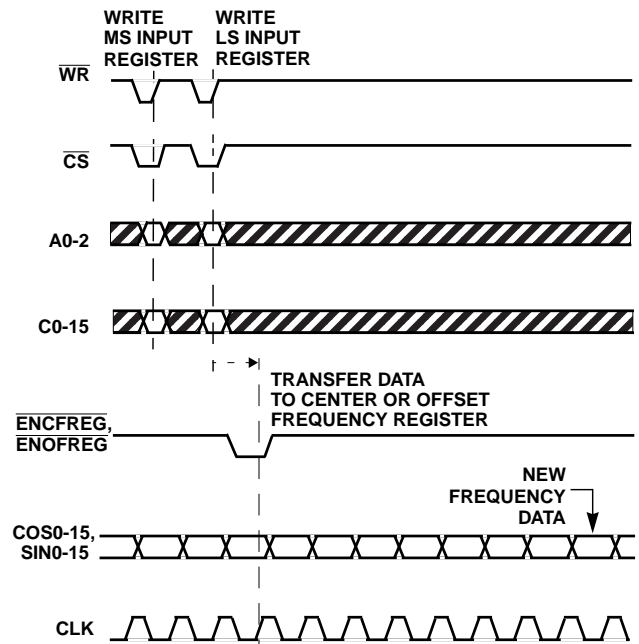 WRITE
MS INPUT
REGISTER
WRITE
LS INPUT
REGISTER
WR
CS
A0-2
C0-15
TRANSFER DATA
TO CENTER OR OFFSET
FREQUENCY REGISTER
ENCFREG,
ENOFREG
NEW
FREQUENCY
DATA
COS0-15,
SIN0-15
CLK